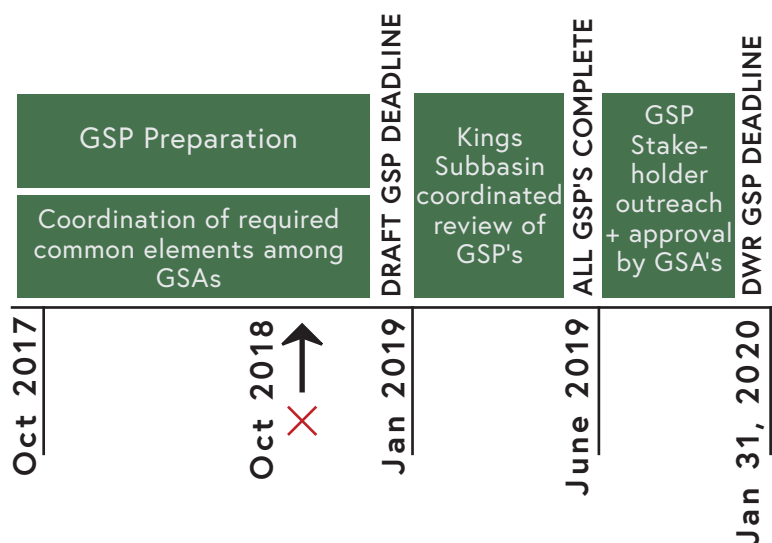 GSP Preparation
Coordination of required
common elements among
GSAs
DRAFT GSP DEADLINE
Kings
Subbasin
coordinated
review of
GSP's
ALL GSP'S COMPLETE
GSP
Stake-
holder
outreach
+ approval
by GSA's
DWR GSP DEADLINE
Oct 2017
Oct 2018
Jan 2019
June 2019
Jan 31, 2020